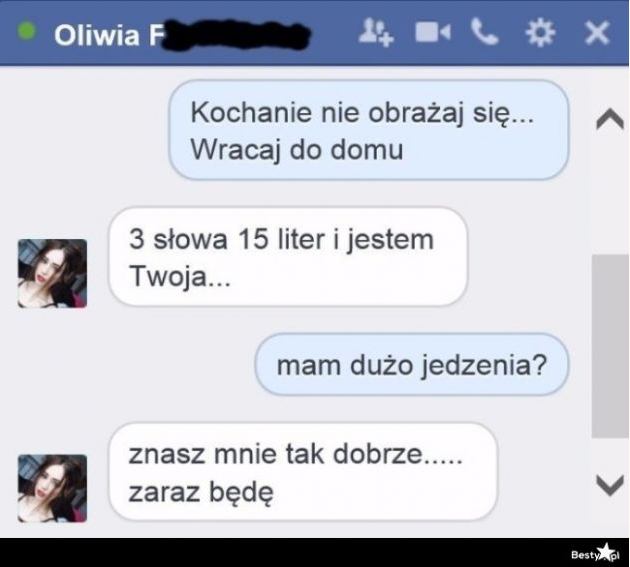 Oliwia F
Kochanie nie obrażaj się...
Wracaj do domu
3 słowa 15 liter i jestem
Twoja...
mam dużo jedzenia?
znasz mnie tak dobrze.....
zaraz będę
Besty.pl